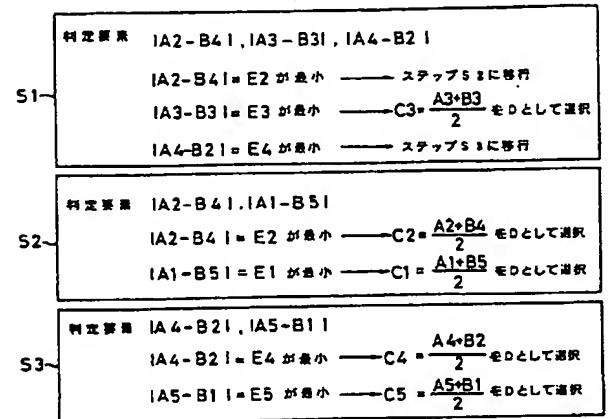 判定要素 |A2-B4|, |A3-B3|, |A4-B2|
|A2-B4|=E2 が最小 → ステップS2に移行
S1 |A3-B3|=E3 が最小 → C3=(A3+B3)/2 をDとして選択
|A4-B2|=E4 が最小 → ステップS3に移行
判定要素 |A2-B4|, |A1-B5|
S2 |A2-B4|=E2 が最小 → C2=(A2+B4)/2 をDとして選択
|A1-B5|=E1 が最小 → C1=(A1+B5)/2 をDとして選択
判定要素 |A4-B2|, |A5-B1|
S3 |A4-B2|=E4 が最小 → C4=(A4+B2)/2 をDとして選択
|A5-B1|=E5 が最小 → C5=(A5+B1)/2 をDとして選択